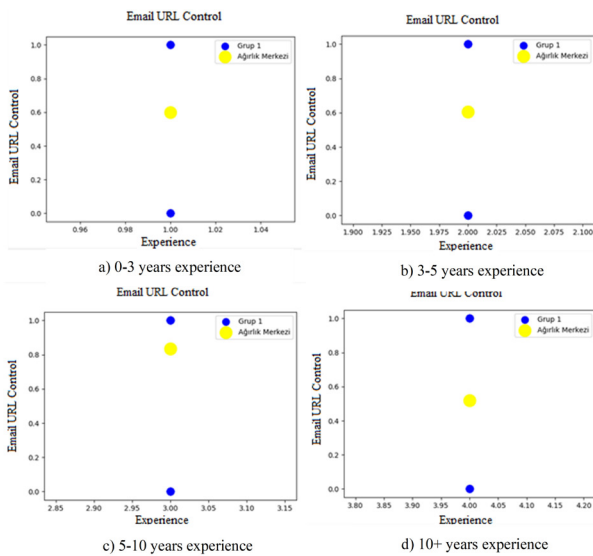 Email URL Control
Email URL Control
1.0
0.8
0.6
0.4
0.2
0.0
Grup 1
Ağırlık Merkezi
0.96 0.98 1.00 1.02 1.04
Experience
a) 0-3 years experience
Email URL Control
Email URL Control
1.0
0.8
0.6
0.4
0.2
0.0
Grup 1
Ağırlık Merkezi
1.900 1.925 1.950 1.975 2.000 2.025 2.050 2.075 2.100
Experience
b) 3-5 years experience
Email URL Control
Email URL Control
1.0
0.8
0.6
0.4
0.2
0.0
Grup 1
Ağırlık Merkezi
2.85 2.90 2.95 3.00 3.05 3.10 3.15
Experience
c) 5-10 years experience
Email URL Control
Email URL Control
1.0
0.8
0.6
0.4
0.2
0.0
Grup 1
Ağırlık Merkezi
3.80 3.85 3.90 3.95 4.00 4.05 4.10 4.15 4.20
Experience
d) 10+ years experience